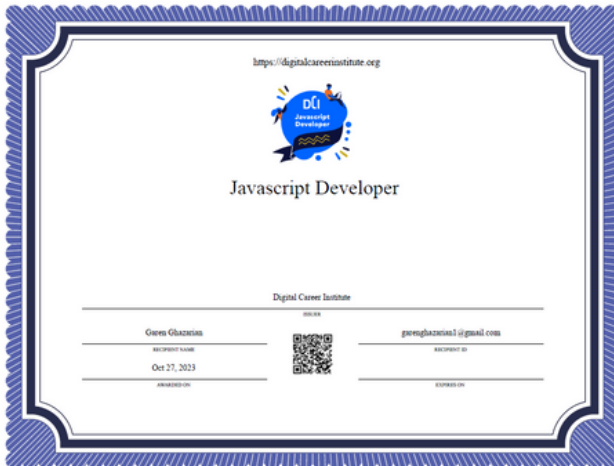 https://digitalcareerinstitute.org
DCI
Javascript
Developer
Javascript Developer
Digital Career Institute
ISSUER
Garen Ghazarian
garenghazarian1@gmail.com
RECIPIENT NAME
RECIPIENT ID
Oct 27, 2023
AWARDED ON
EXPIRES ON